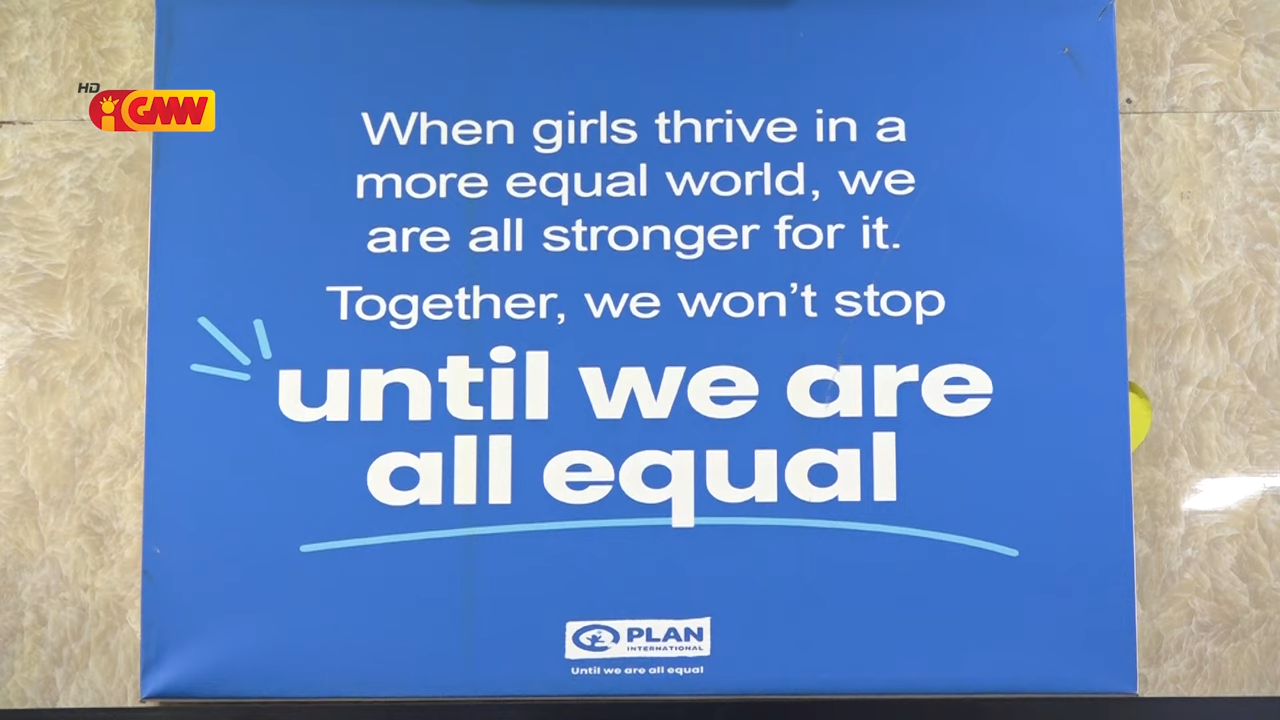 HD
iGMW
When girls thrive in a
more equal world, we
are all stronger for it.
Together, we won't stop
until we are
all equal
PLAN
INTERNATIONAL
Until we are all equal